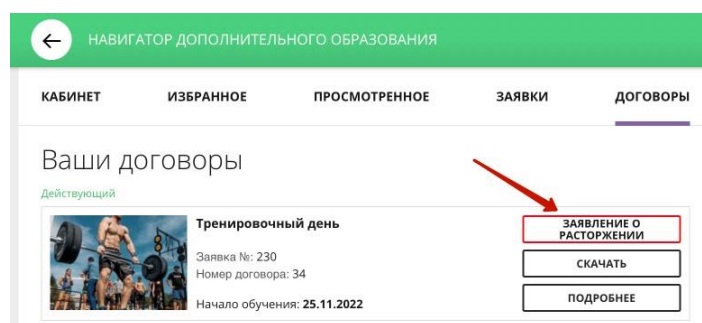 НАВИГАТОР ДОПОЛНИТЕЛЬНОГО ОБРАЗОВАНИЯ
КАБИНЕТ ИЗБРАННОЕ ПРОСМОТРЕННОЕ ЗАЯВКИ ДОГОВОРЫ
Ваши договоры
Действующий
Тренировочный день
Заявка №: 230
Номер договора: 34
Начало обучения: 25.11.2022
ЗАЯВЛЕНИЕ О
РАСТОРЖЕНИИ
СКАЧАТЬ
ПОДРОБНЕЕ